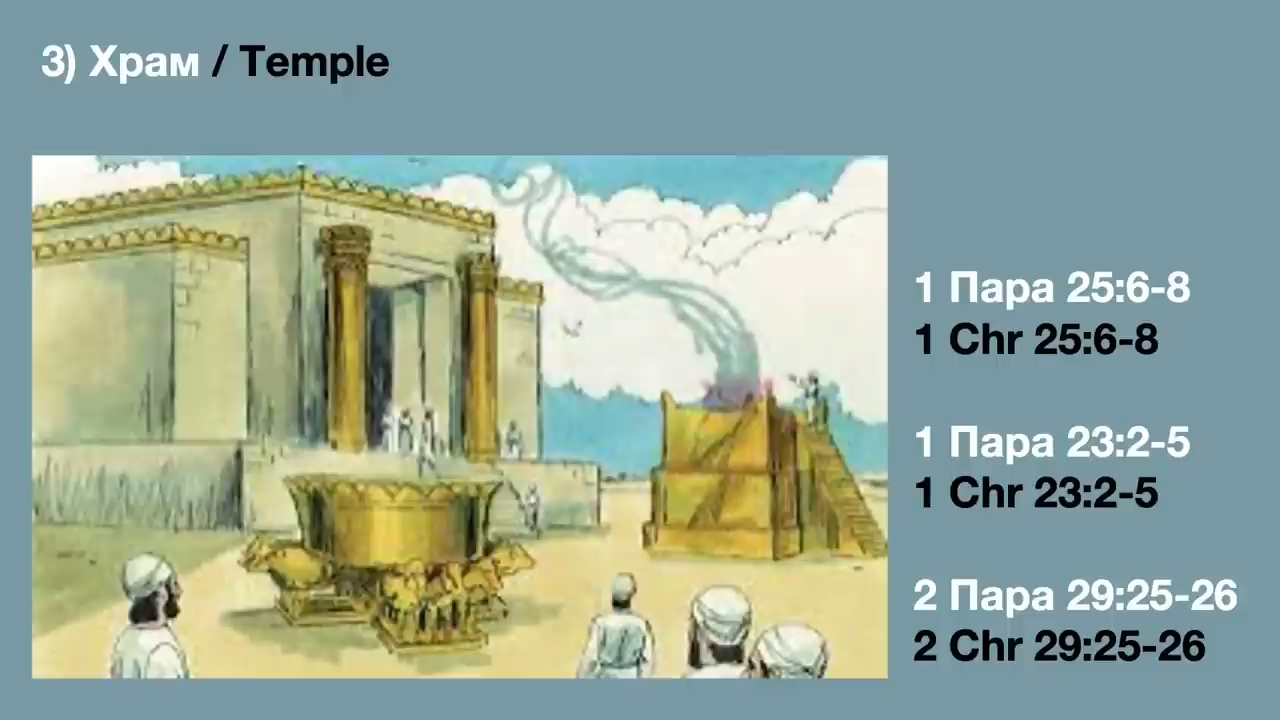 3) Храм / Temple
1 Пара 25:6-8
1 Chr 25:6-8
1 Пара 23:2-5
1 Chr 23:2-5
2 Пара 29:25-26
2 Chr 29:25-26